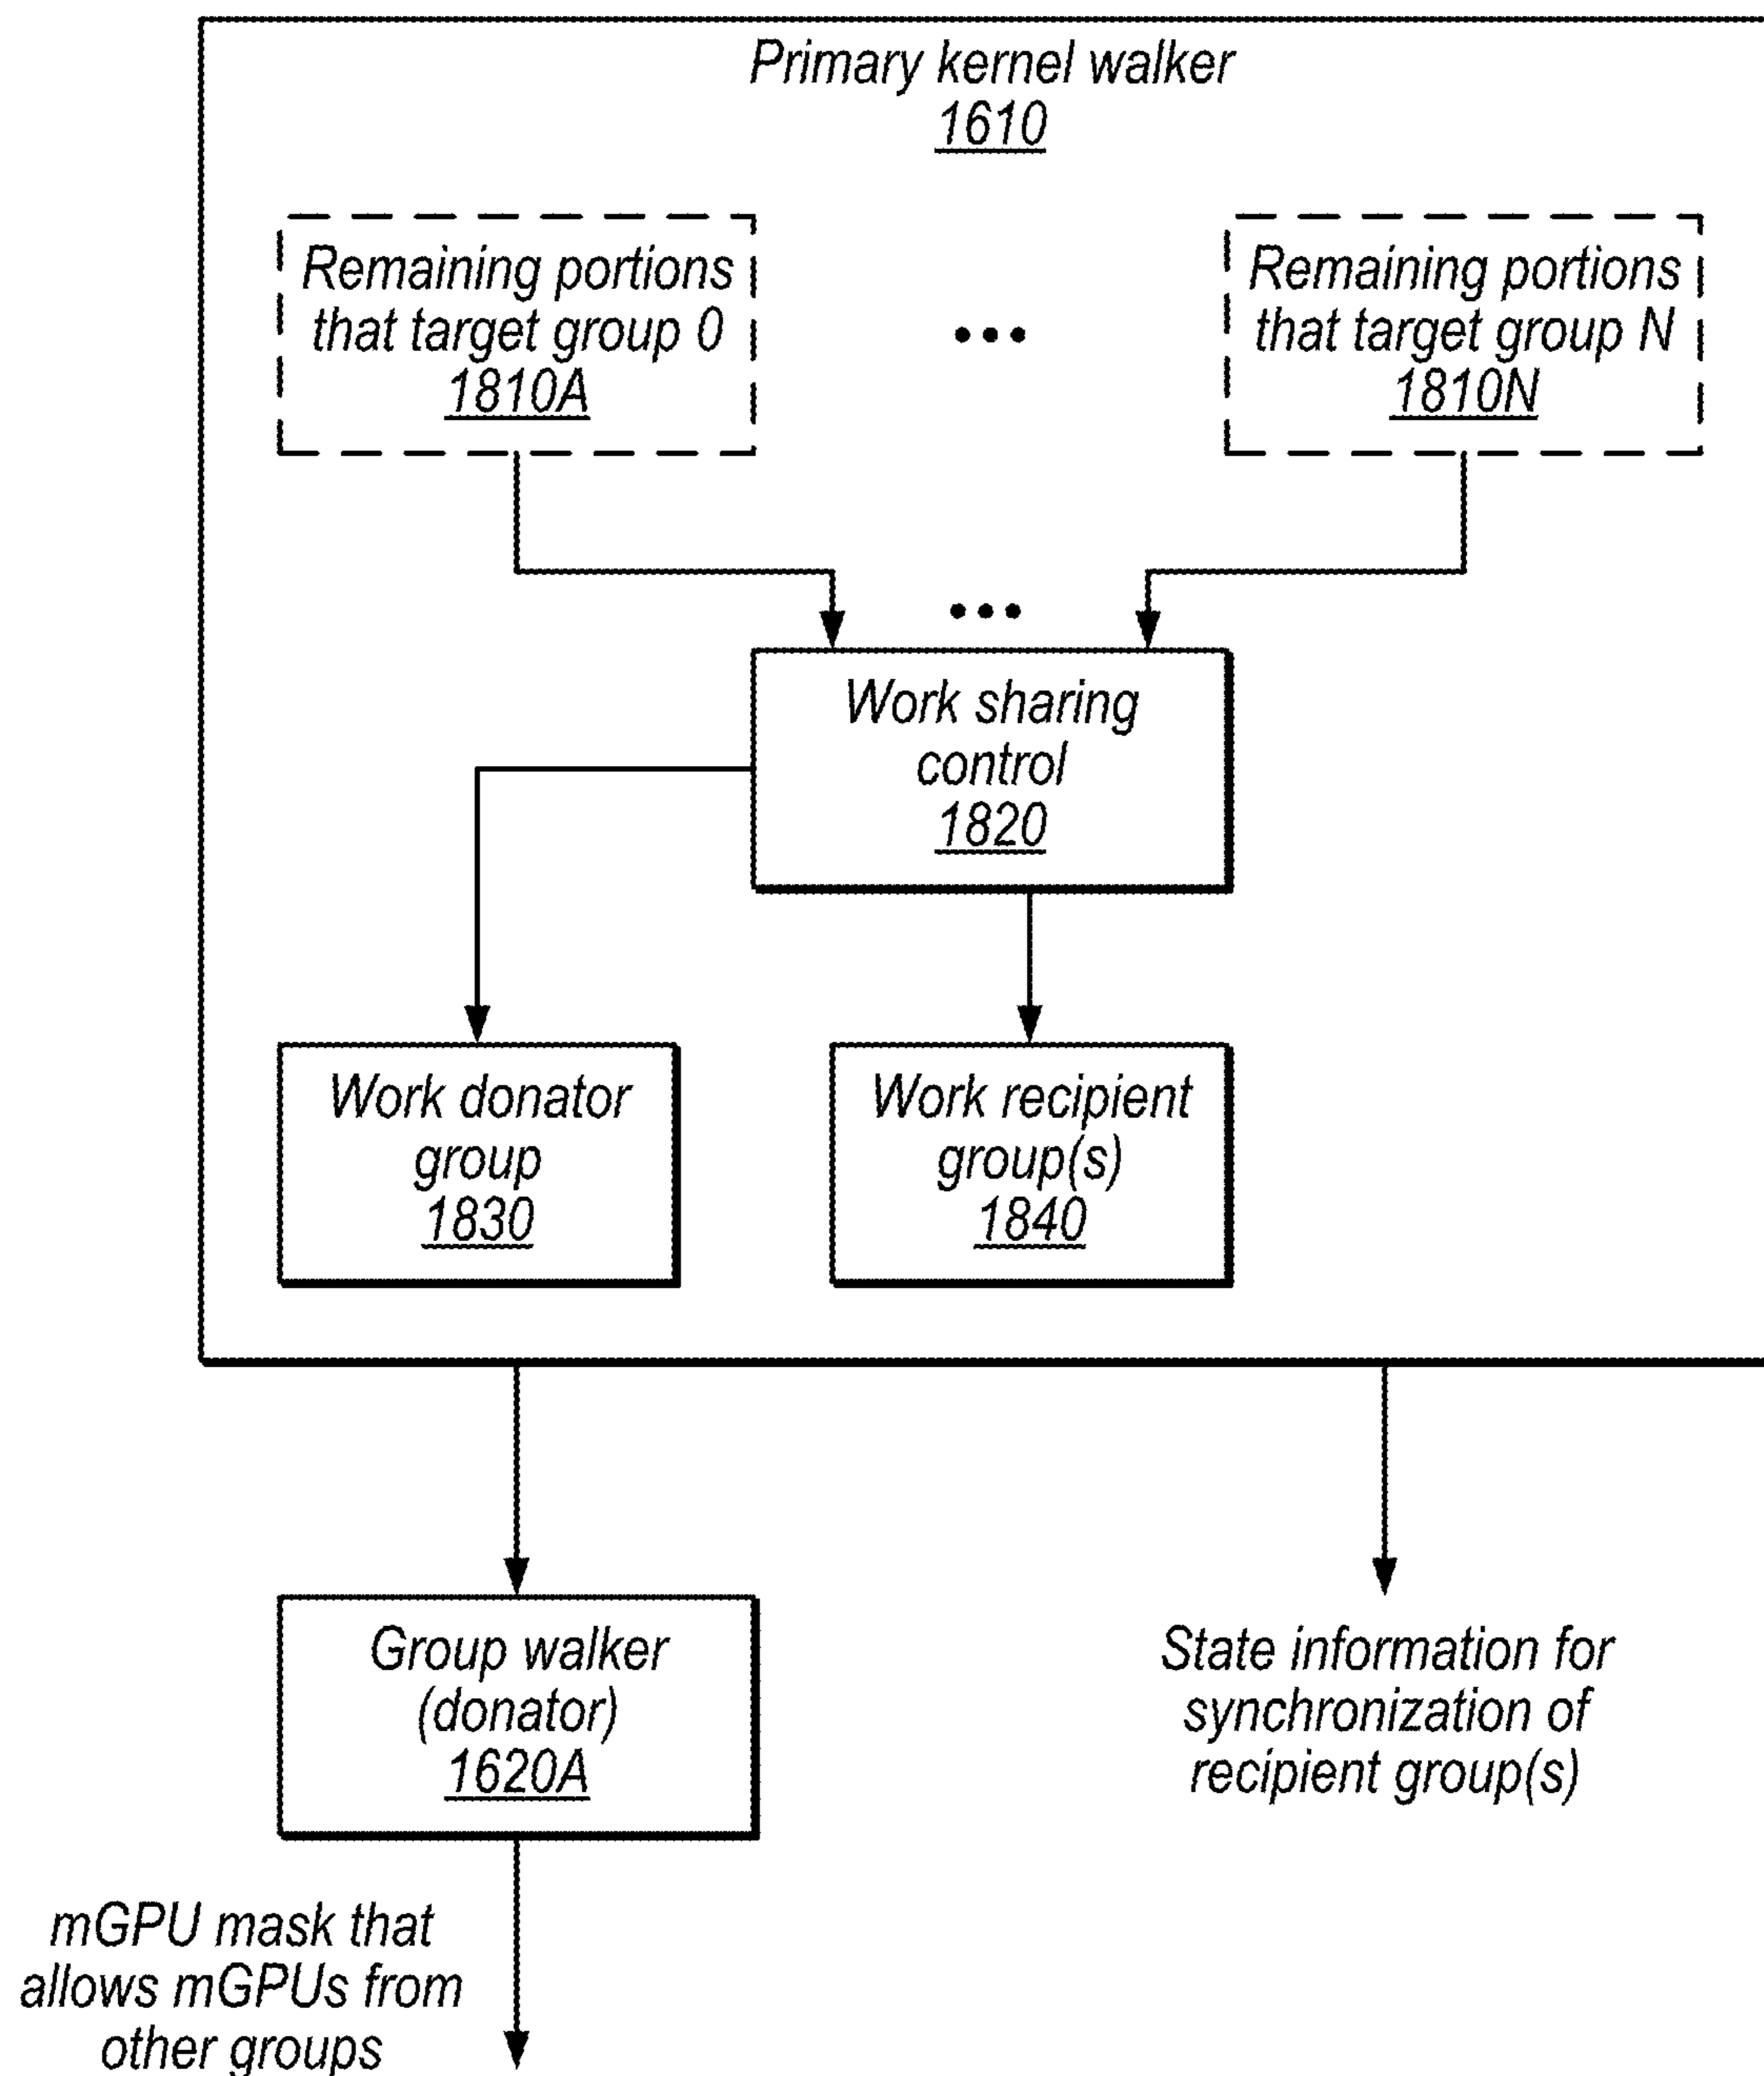 Primary kernel walker
1610
Remaining portions
that target group 0
1810A
Remaining portions
that target group N
1810N
Work sharing
control
1820
Work donator
group
1830
Work recipient
group(s)
1840
Group walker
(donator)
1620A
State information for
synchronization of
recipient group(s)
mGPU mask that
allows mGPUs from
other groups